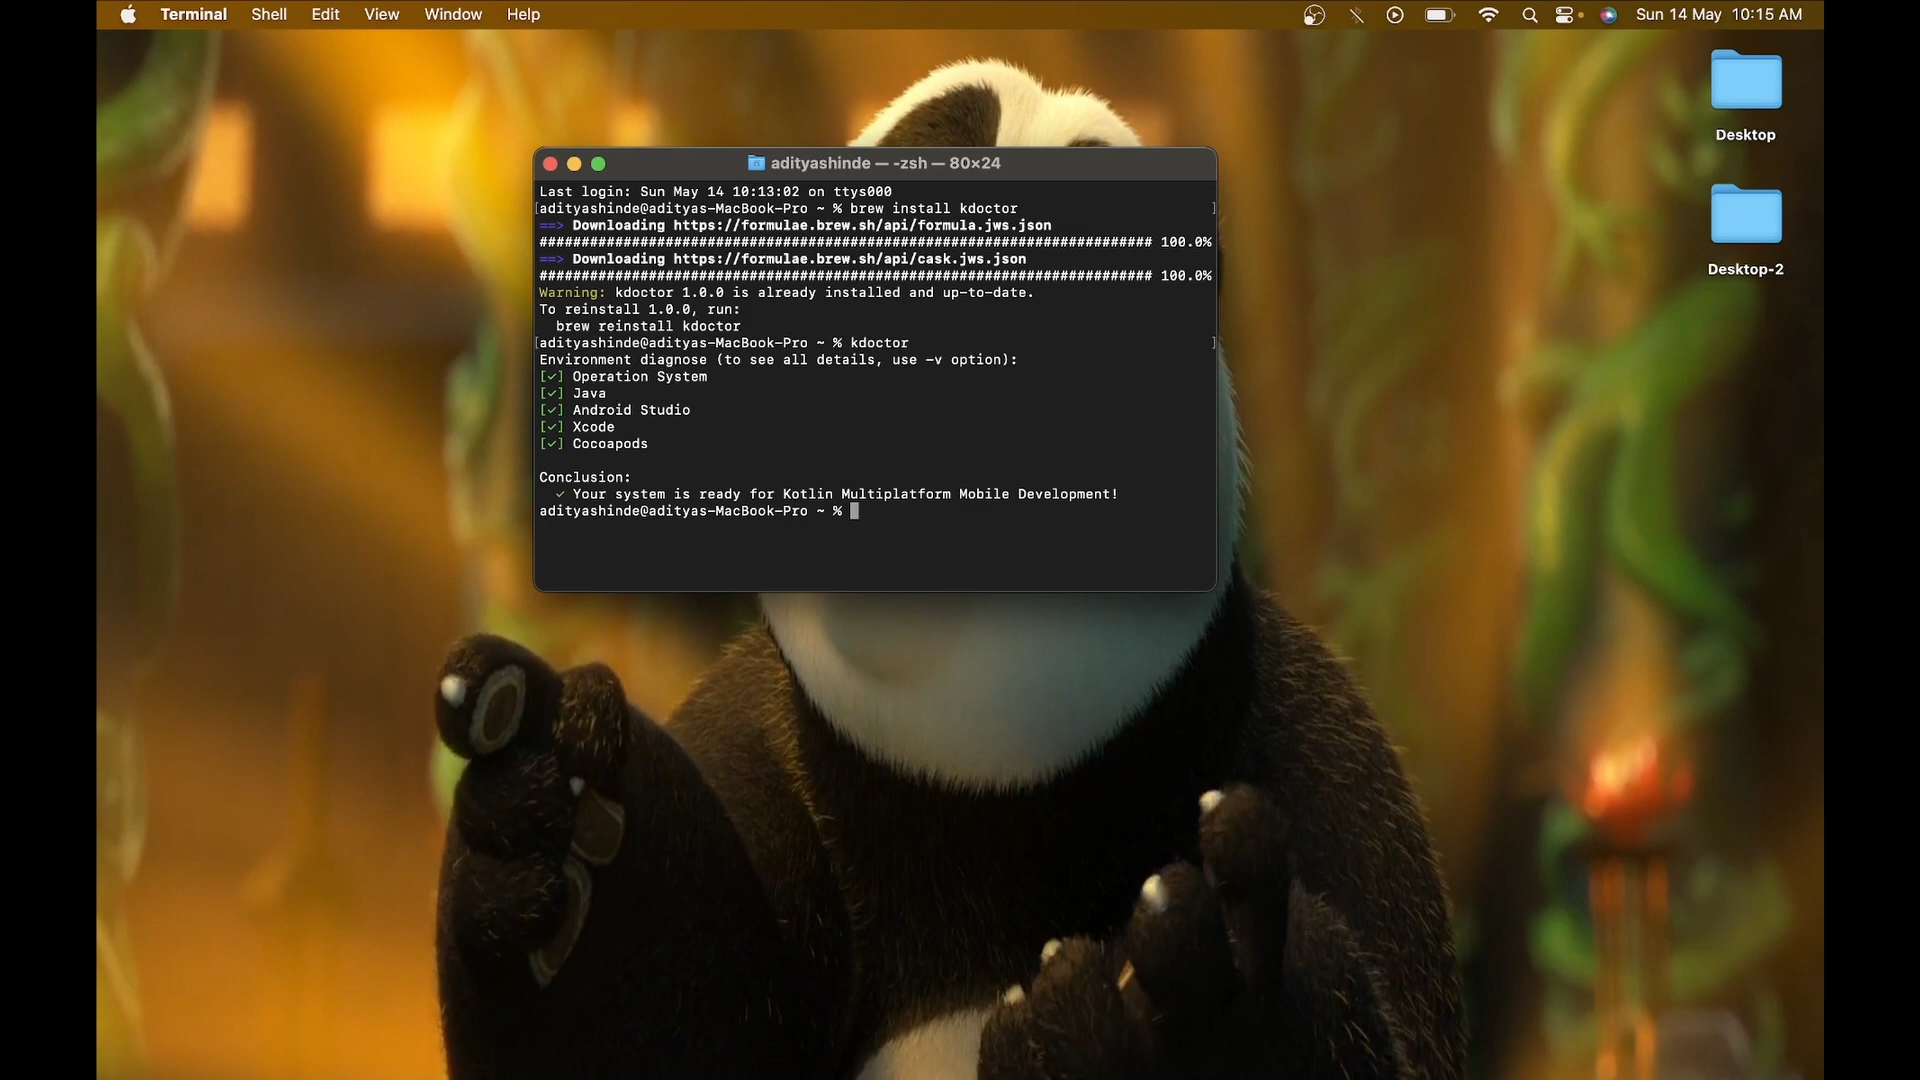 Terminal Shell Edit View Window Help Sun 14 May 10:15 AM
Desktop
Desktop-2
adityashinde — -zsh — 80×24
Last login: Sun May 14 10:13:02 on ttys000
[adityashinde@adityas-MacBook-Pro ~ % brew install kdoctor ]
==> Downloading https://formulae.brew.sh/api/formula.jws.json
######################################################################### 100.0%
==> Downloading https://formulae.brew.sh/api/cask.jws.json
######################################################################### 100.0%
Warning: kdoctor 1.0.0 is already installed and up-to-date.
To reinstall 1.0.0, run:
  brew reinstall kdoctor
[adityashinde@adityas-MacBook-Pro ~ % kdoctor ]
Environment diagnose (to see all details, use -v option):
[✓] Operation System
[✓] Java
[✓] Android Studio
[✓] Xcode
[✓] Cocoapods
Conclusion:
  ✓ Your system is ready for Kotlin Multiplatform Mobile Development!
adityashinde@adityas-MacBook-Pro ~ %